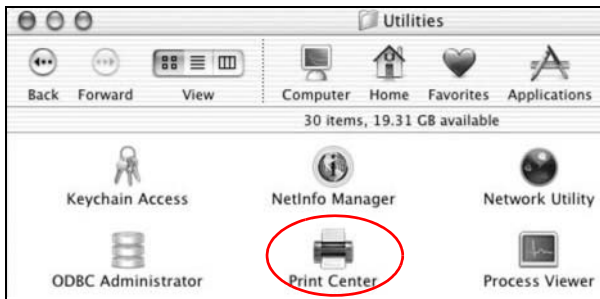 Utilities
Back Forward View Computer Home Favorites Applications
30 items, 19.31 GB available
Keychain Access NetInfo Manager Network Utility
ODBC Administrator Print Center Process Viewer